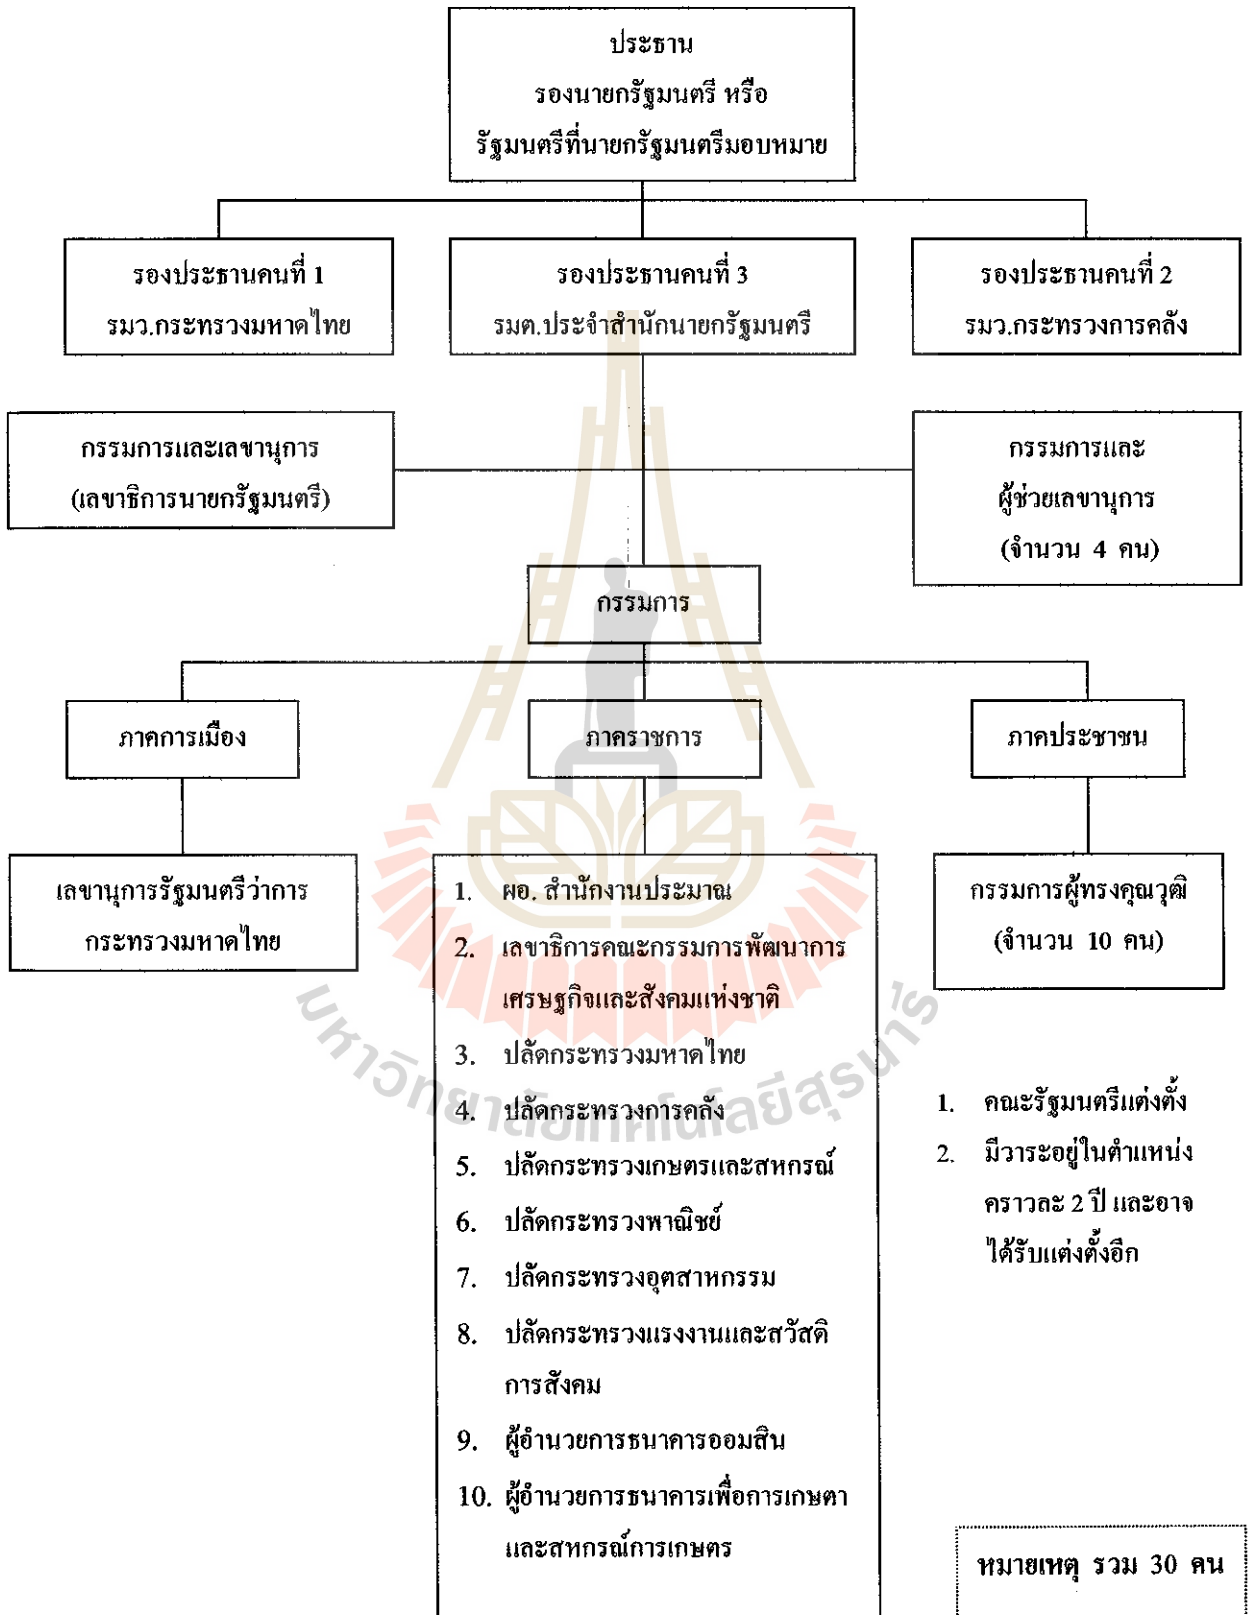 ประธาน
รองนายกรัฐมนตรี หรือ
รัฐมนตรีที่นายกรัฐมนตรีมอบหมาย
รองประธานคนที่ 1
รมว.กระทรวงมหาดไทย
รองประธานคนที่ 3
รมต.ประจำสำนักนายกรัฐมนตรี
รองประธานคนที่ 2
รมว.กระทรวงการคลัง
กรรมการและเลขานุการ
(เลขาธิการนายกรัฐมนตรี)
กรรมการและ
ผู้ช่วยเลขานุการ
(จำนวน 4 คน)
กรรมการ
ภาคการเมือง
ภาคราชการ
ภาคประชาชน
เลขานุการรัฐมนตรีว่าการ
กระทรวงมหาดไทย
1. ผอ. สำนักงานประมาณ
2. เลขาธิการคณะกรรมการพัฒนาการ
เศรษฐกิจและสังคมแห่งชาติ
3. ปลัดกระทรวงมหาดไทย
4. ปลัดกระทรวงการคลัง
5. ปลัดกระทรวงเกษตรและสหกรณ์
6. ปลัดกระทรวงพาณิชย์
7. ปลัดกระทรวงอุตสาหกรรม
8. ปลัดกระทรวงแรงงานและสวัสดิ
การสังคม
9. ผู้อำนวยการธนาคารออมสิน
10. ผู้อำนวยการธนาคารเพื่อการเกษตา
และสหกรณ์การเกษตร
กรรมการผู้ทรงคุณวุฒิ
(จำนวน 10 คน)
1. คณะรัฐมนตรีแต่งตั้ง
2. มีวาระอยู่ในตำแหน่ง
คราวละ 2 ปี และอาจ
ได้รับแต่งตั้งอีก
หมายเหตุ รวม 30 คน
มหาวิทยาลัยเทคโนโลยีสุรนารี